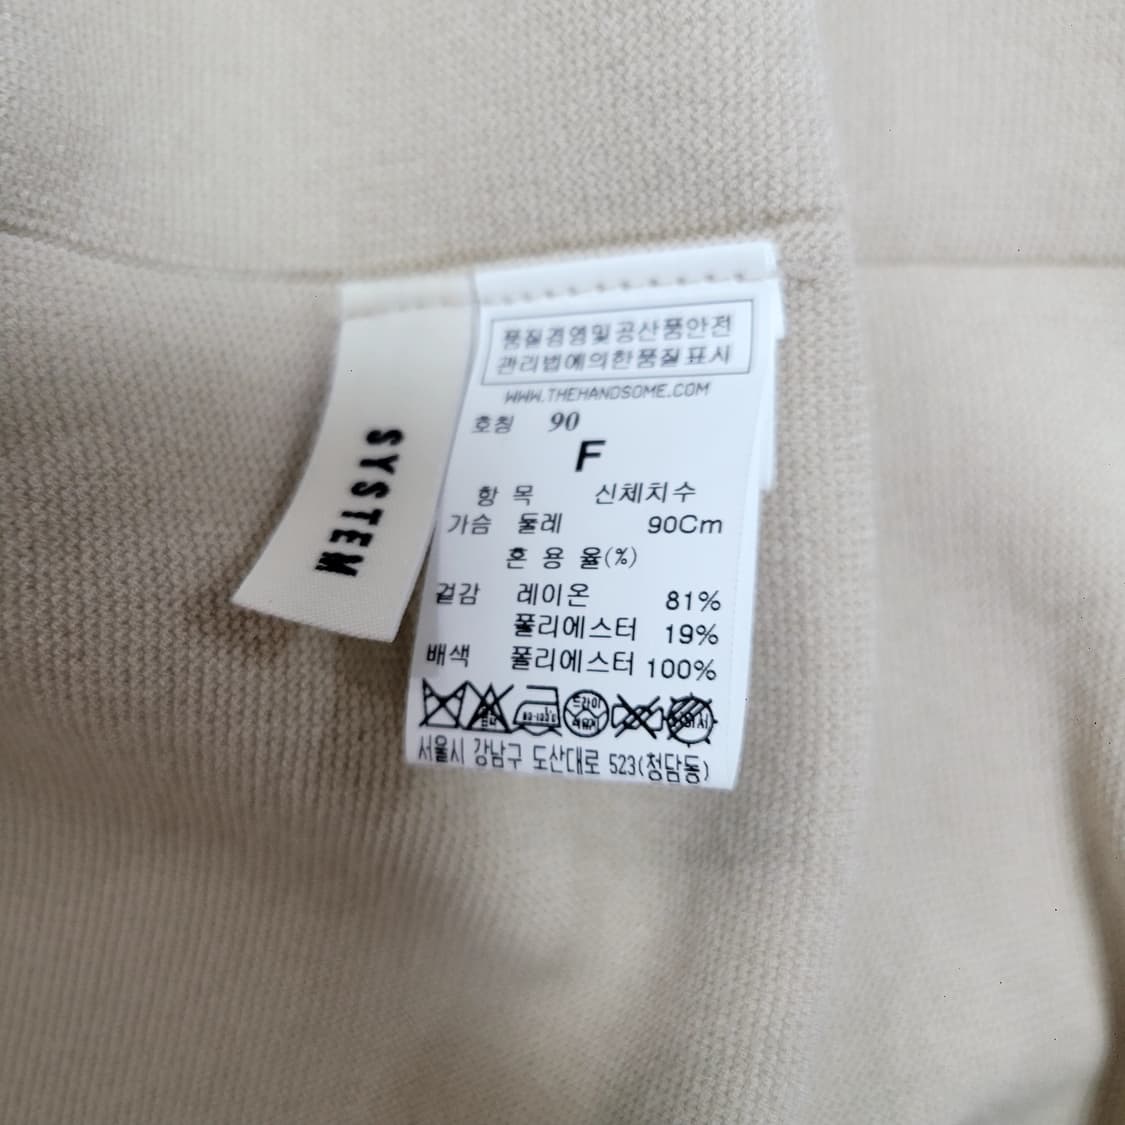 SYSTEM
품질경영및공산품안전
관리법에의한품질표시
WWW.THEHANDSOME.COM
호칭 90
F
항 목 신체치수
가슴 둘레 90Cm
혼 용 율(%)
겉감 레이온 81%
폴리에스터 19%
배색 폴리에스터 100%
드라이
서울시 강남구 도산대로 523(청담동)